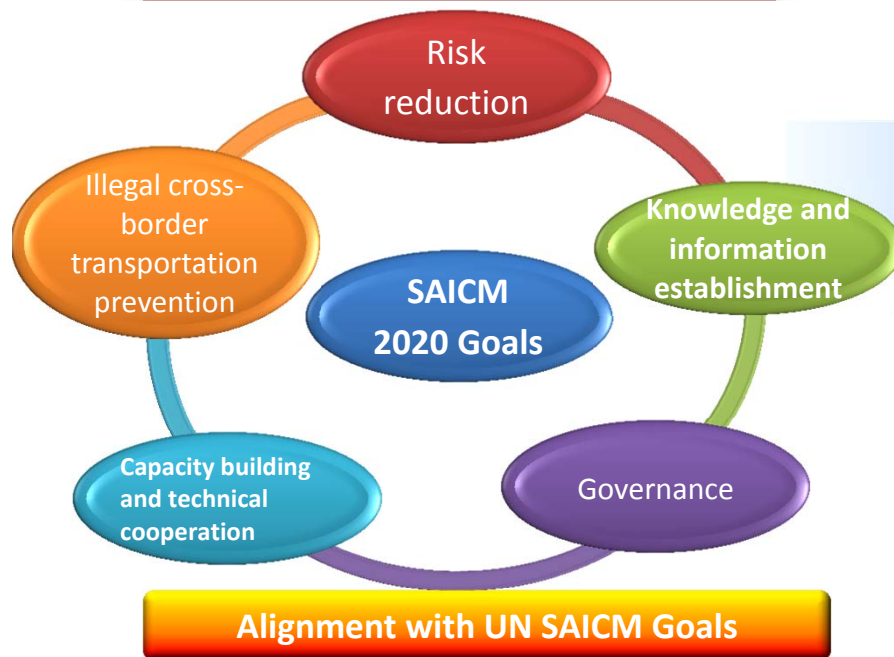 Risk
reduction
Illegal cross-
border
transportation
prevention
Knowledge and
information
establishment
SAICM
2020 Goals
Capacity building
and technical
cooperation
Governance
Alignment with UN SAICM Goals